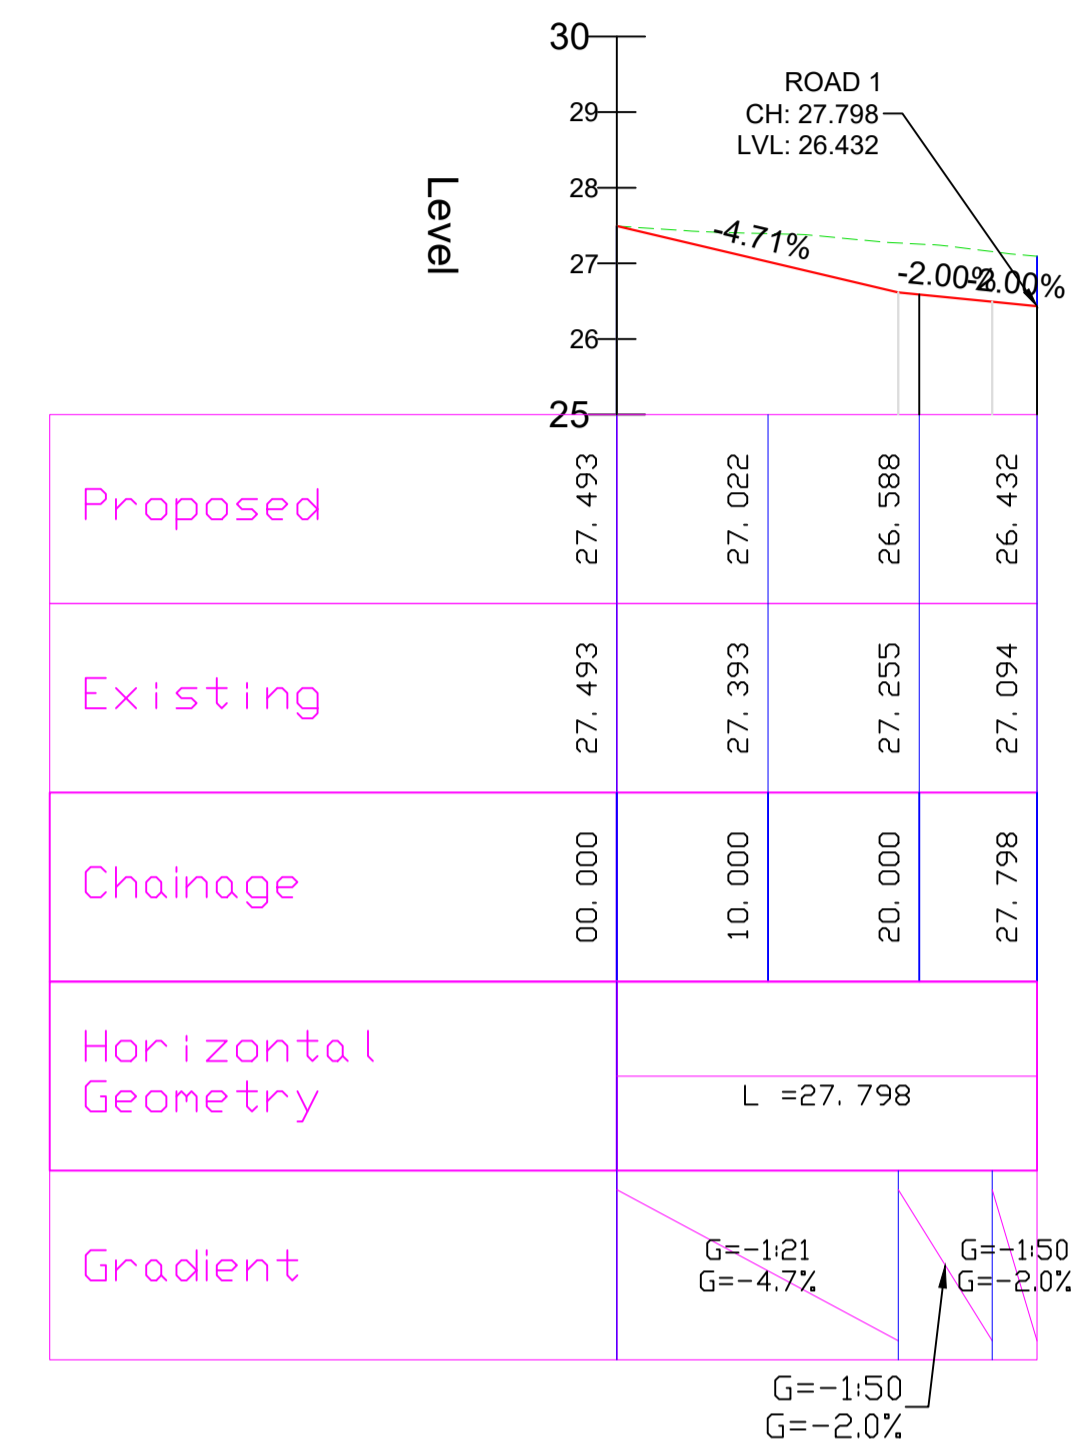 30
ROAD 1
29
CH: 27.798
LVL: 26.432
28
Level
-4.71%
27
-2.00%
-2.00%
26
25
Proposed
27. 493
27. 022
26. 588
26. 432
Existing
27. 493
27. 393
27. 255
27. 094
Chainage
00. 000
10. 000
20. 000
27. 798
Horizontal
Geometry
L =27. 798
Gradient
G=-1:21
G=-4.7%
G=-1:50
G=-2.0%
G=-1:50
G=-2.0%